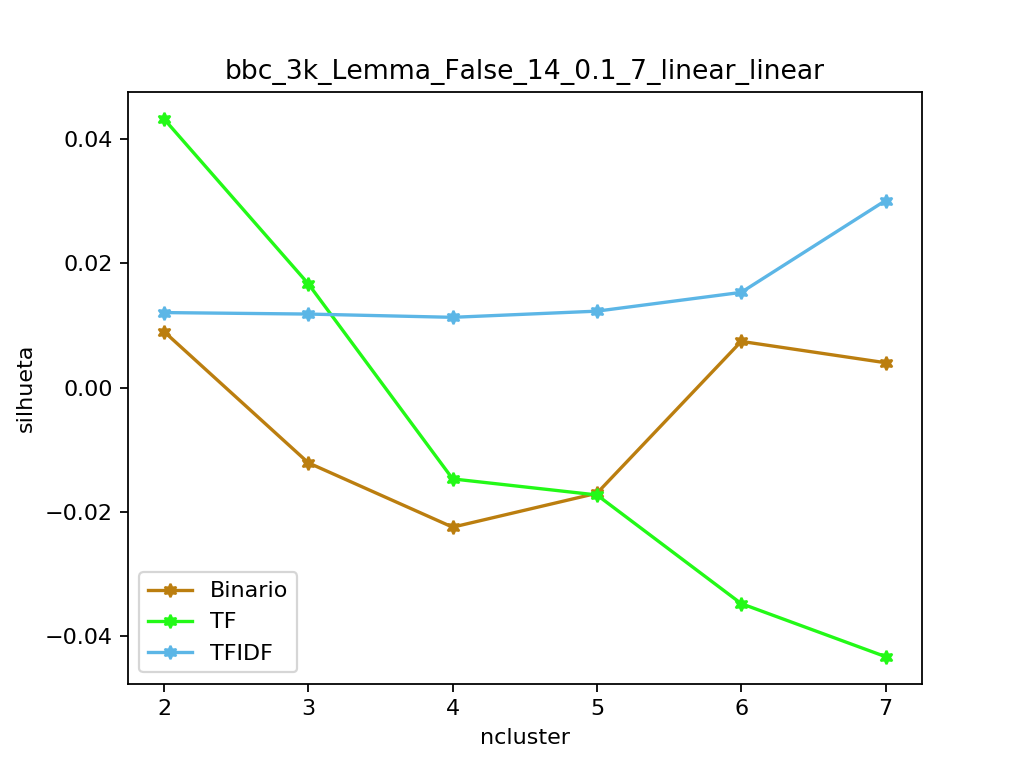 bbc_3k_Lemma_False_14_0.1_7_linear_linear
silhueta
0.04
0.02
0.00
−0.02
−0.04
Binario
TF
TFIDF
2 3 4 5 6 7
ncluster